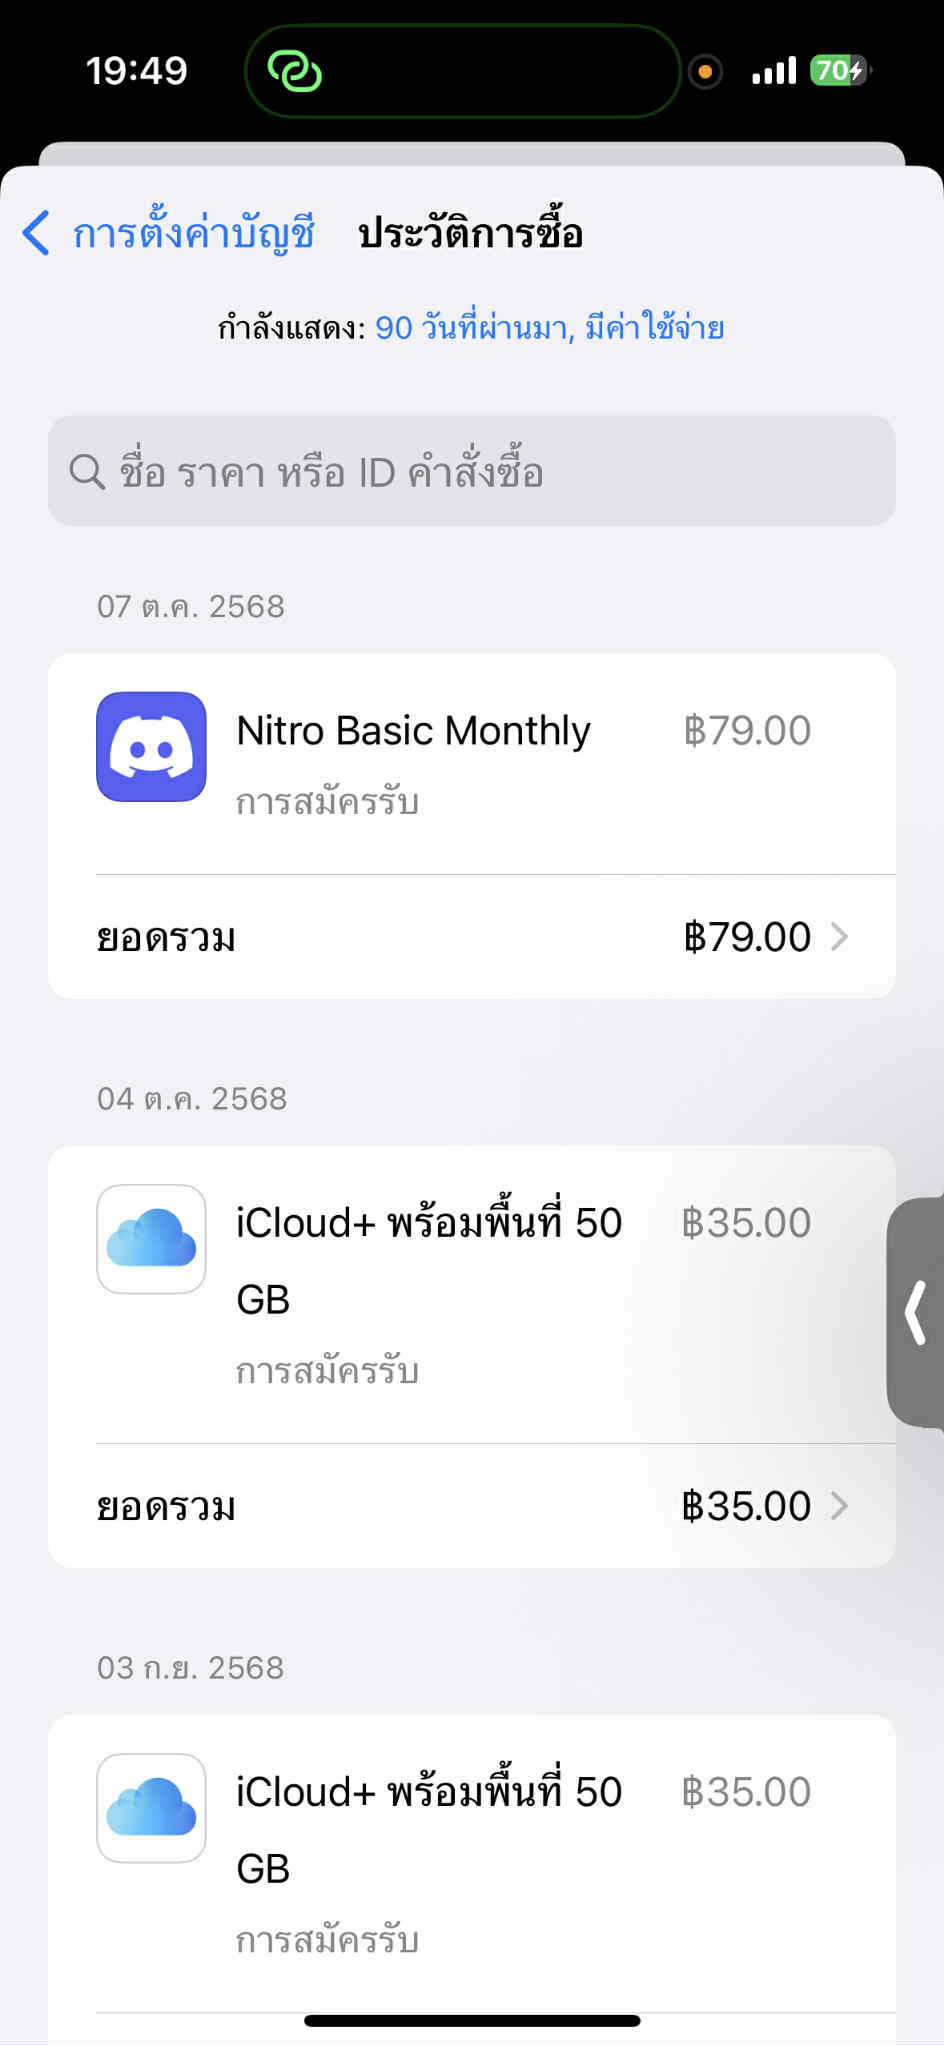 19:49
70
การตั้งค่าบัญชี
ประวัติการซื้อ
กำลังแสดง: 90 วันที่ผ่านมา, มีค่าใช้จ่าย
ชื่อ ราคา หรือ ID คำสั่งซื้อ
07 ต.ค. 2568
Nitro Basic Monthly ฿79.00
การสมัครรับ
ยอดรวม ฿79.00
04 ต.ค. 2568
iCloud+ พร้อมพื้นที่ 50 ฿35.00
GB
การสมัครรับ
ยอดรวม ฿35.00
03 ก.ย. 2568
iCloud+ พร้อมพื้นที่ 50 ฿35.00
GB
การสมัครรับ